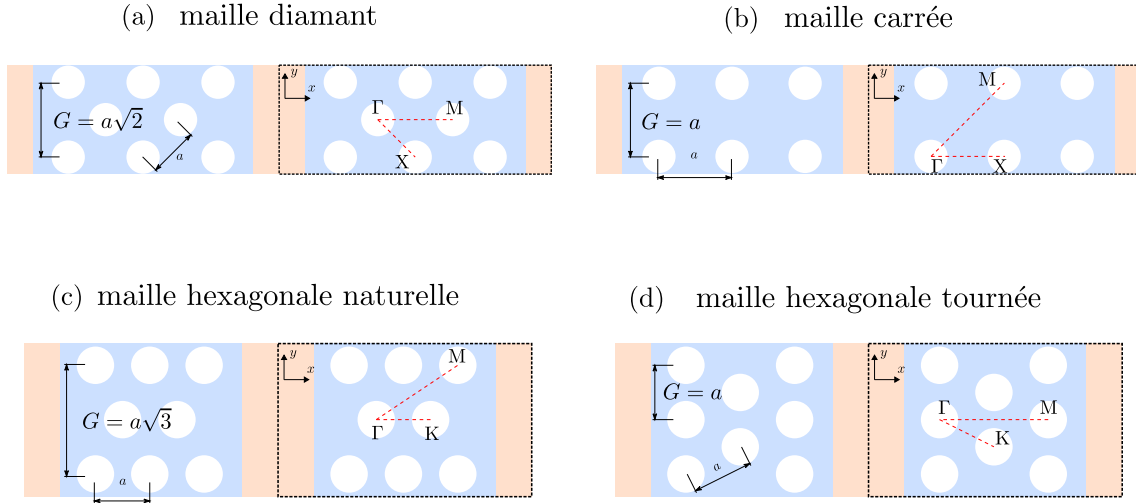 (a) maille diamant
(b) maille carrée
G = a√2
a
y
x
Γ
M
X
G = a
a
y
x
M
Γ
X
(c) maille hexagonale naturelle
(d) maille hexagonale tournée
G = a√3
a
y
x
M
Γ
K
G = a
a
y
x
Γ
M
K